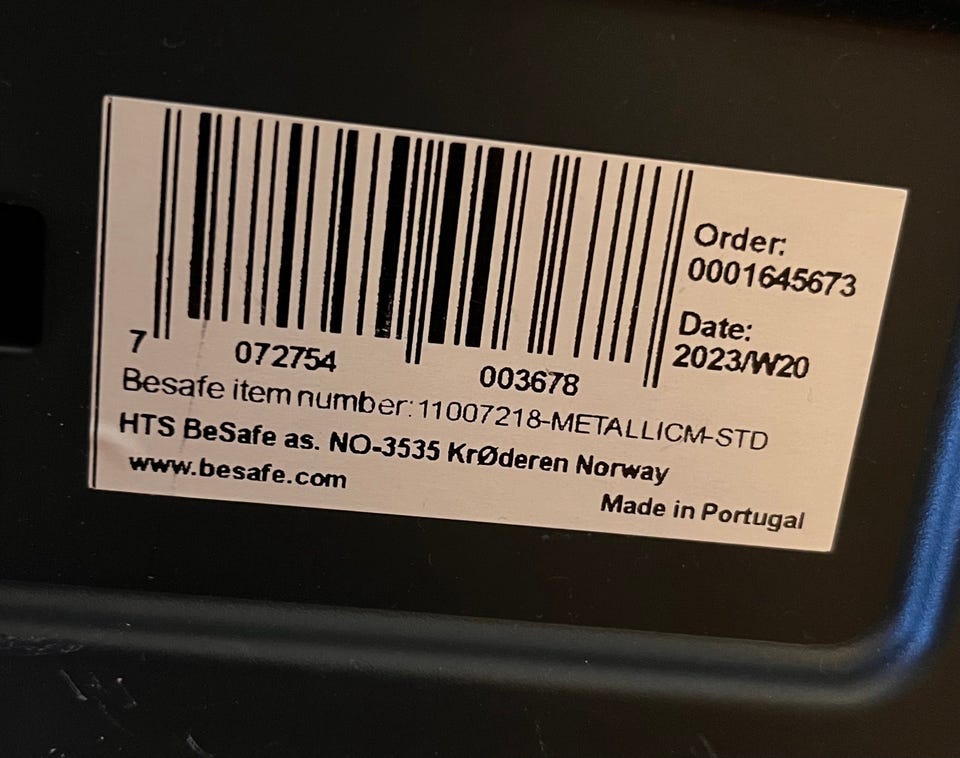 7 072754 003678
Order:
0001645673
Date:
2023/W20
Besafe item number: 11007218-METALLICM-STD
HTS BeSafe as. NO-3535 KrØderen Norway
www.besafe.com
Made in Portugal